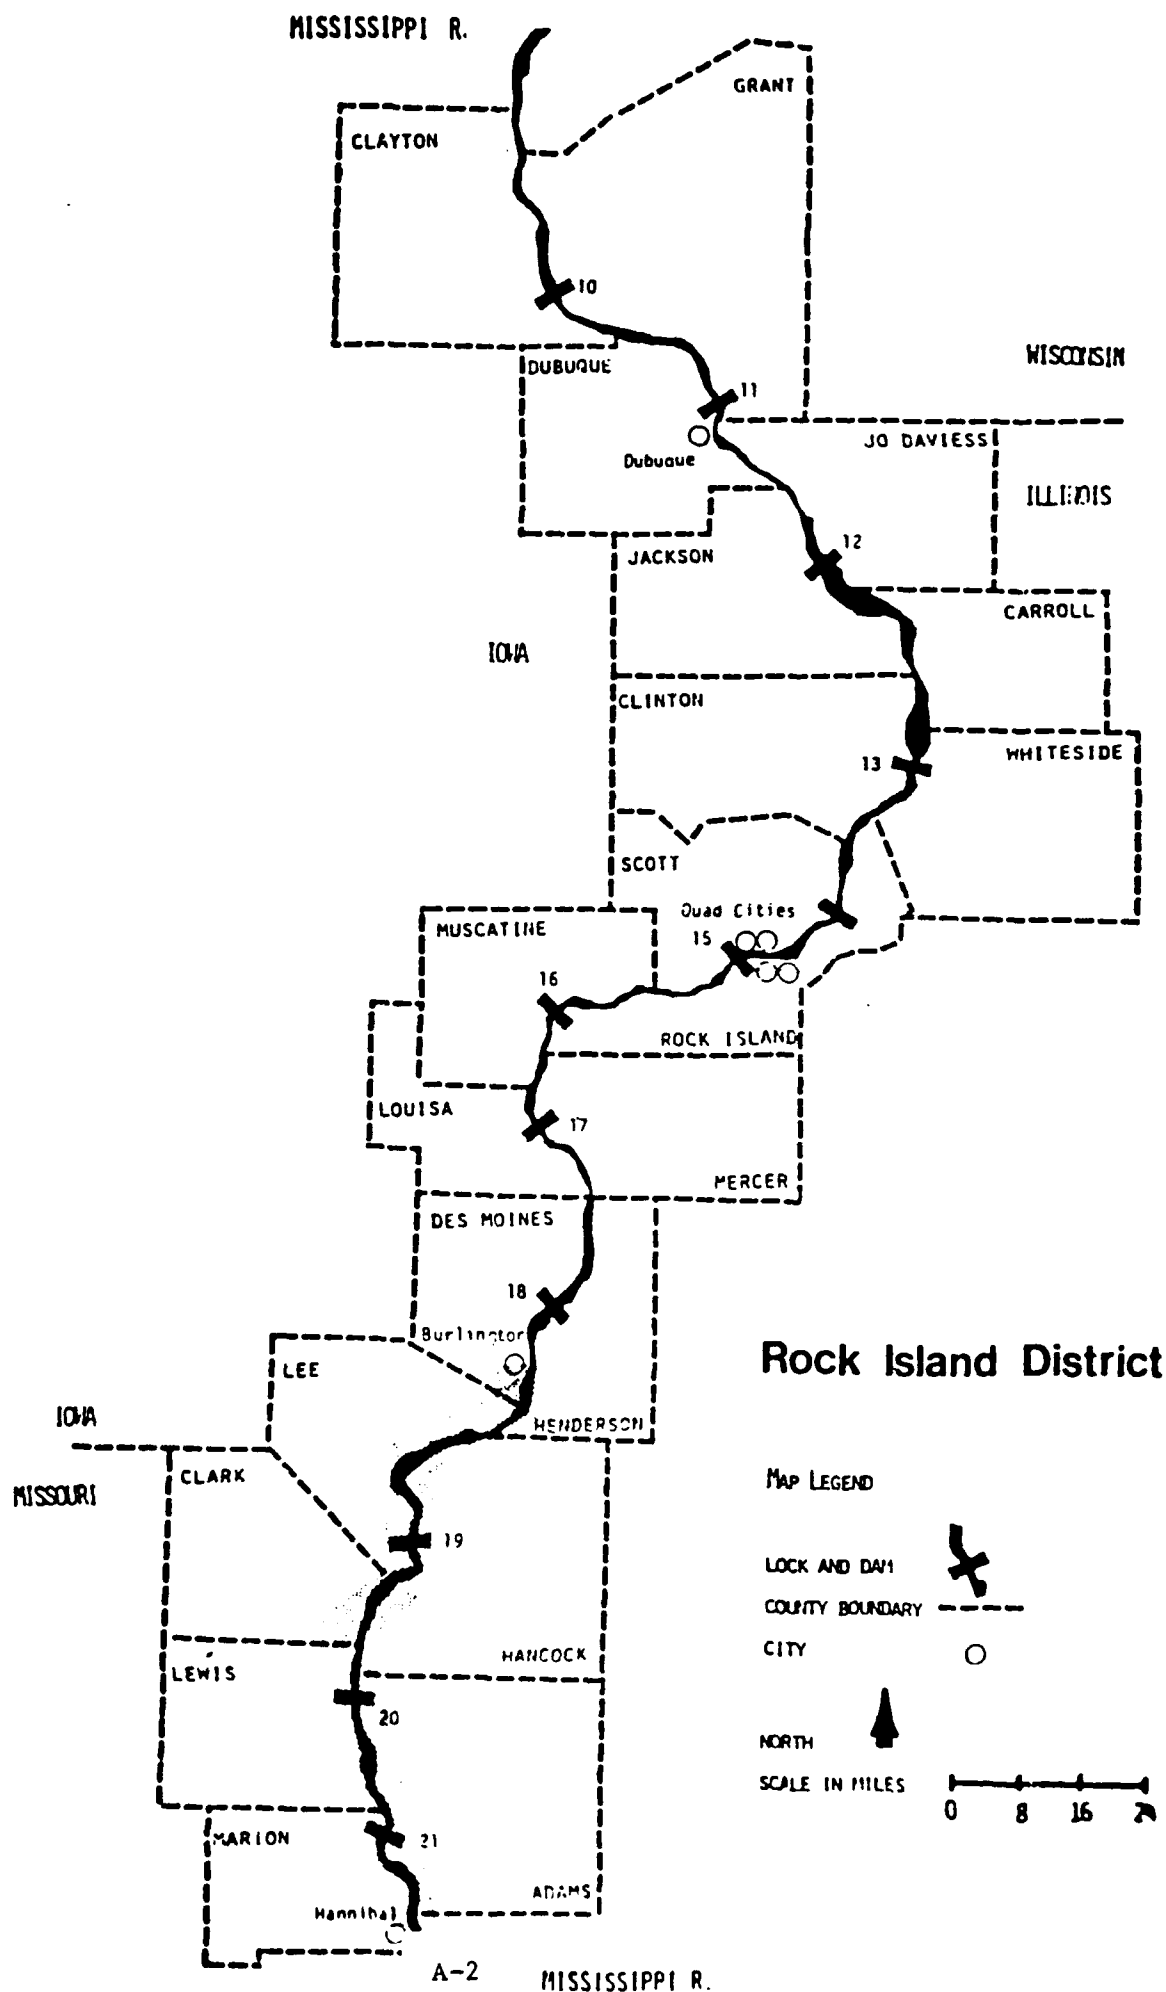 MISSISSIPPI R.
GRANT
CLAYTON
10
WISCONSIN
DUBUQUE
11
JO DAVIESS
Dubuque
ILLINOIS
12
JACKSON
CARROLL
IOWA
CLINTON
WHITESIDE
13
SCOTT
Quad Cities
MUSCATINE
15
16
ROCK ISLAND
LOUISA
17
MERCER
DES MOINES
18
Burlington
Rock Island District
LEE
IOWA
HENDERSON
CLARK
MISSOURI
MAP LEGEND
19
LOCK AND DAM
COUNTY BOUNDARY
CITY
HANCOCK
LEWIS
20
NORTH
SCALE IN MILES
0 8 16
MARION
21
ADAMS
Hannibal
A-2
MISSISSIPPI R.